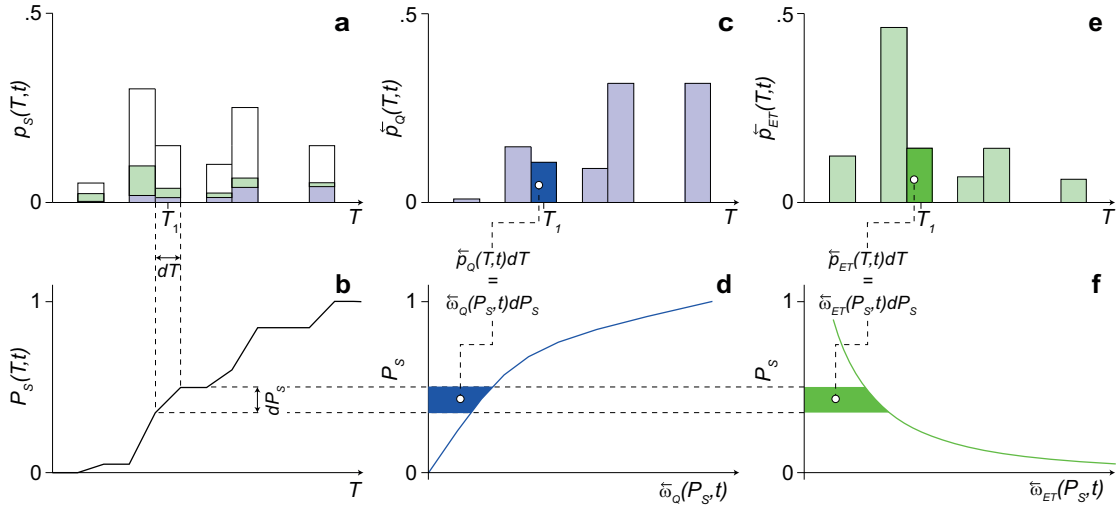 a
.5
0
p_S(T,t)
T_1
T
dT
c
.5
0
p⃖_Q(T,t)
T_1
T
p⃖_Q(T,t)dT
=
ω⃖_Q(P_S,t)dP_S
e
.5
0
p⃖_ET(T,t)
T_1
T
p⃖_ET(T,t)dT
=
ω⃖_ET(P_S,t)dP_S
b
1
0
P_S(T,t)
dP_S
T
d
1
0
P_S
ω⃖_Q(P_S,t)
f
1
0
P_S
ω⃖_ET(P_S,t)